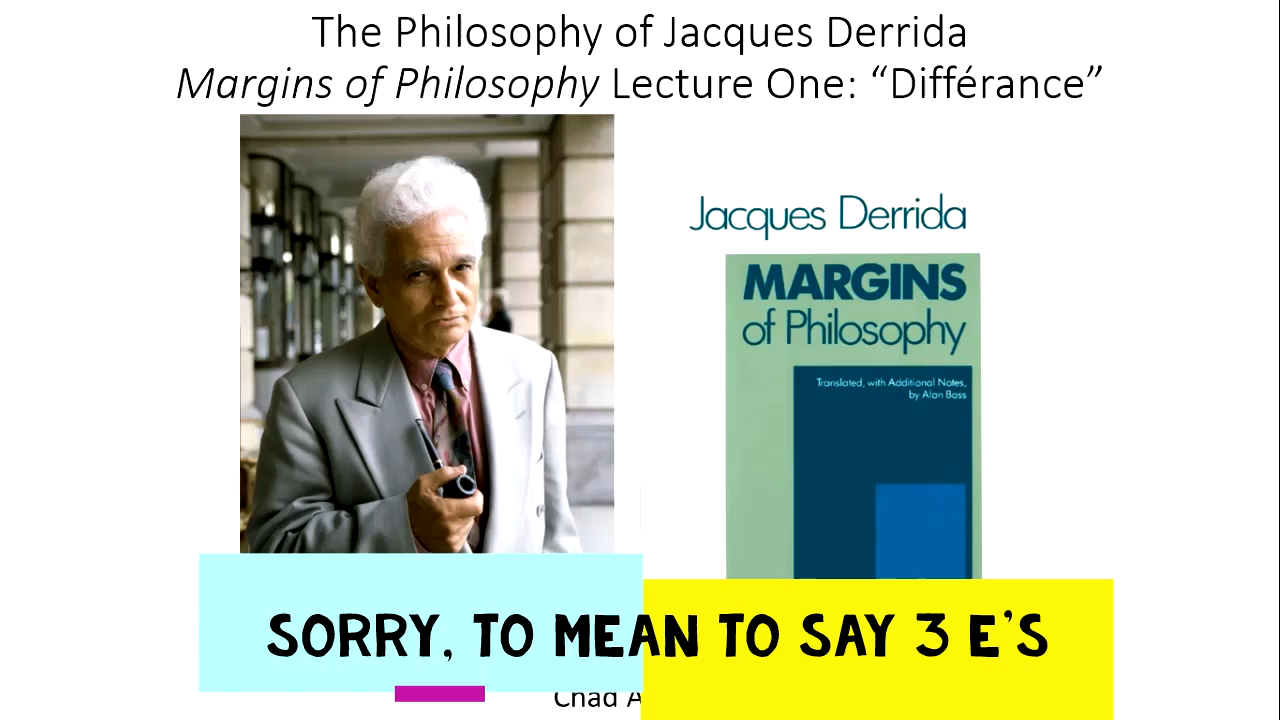 The Philosophy of Jacques Derrida
Margins of Philosophy Lecture One: “Différance”
Jacques Derrida
MARGINS
of Philosophy
Translated, with Additional Notes,
by Alan Bass
SORRY, TO MEAN TO SAY 3 E'S
Chad A